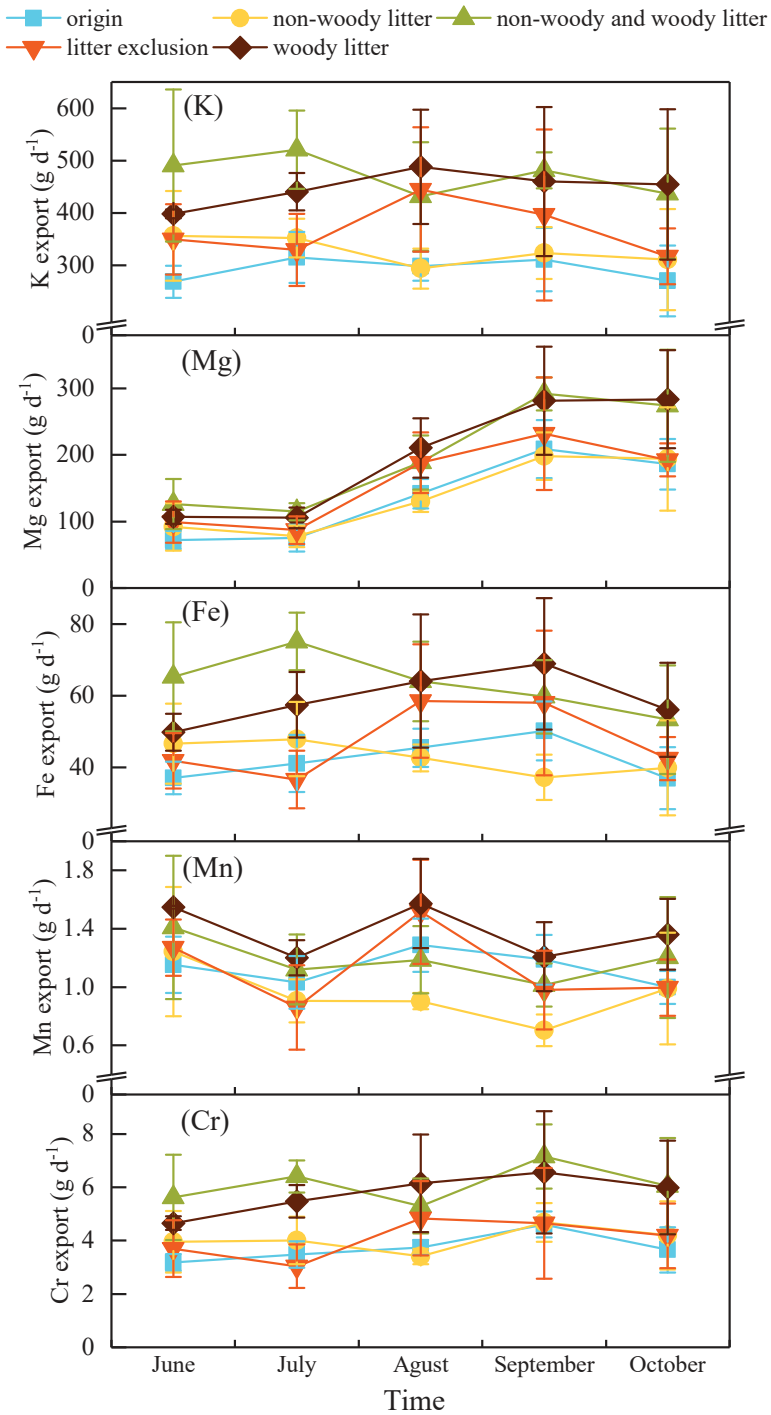 origin non-woody litter non-woody and woody litter
litter exclusion woody litter
(K)
K export (g d⁻¹)
600
500
400
300
0
(Mg)
Mg export (g d⁻¹)
300
200
100
0
(Fe)
Fe export (g d⁻¹)
80
60
40
0
(Mn)
Mn export (g d⁻¹)
1.8
1.4
1.0
0.6
0
(Cr)
Cr export (g d⁻¹)
8
6
4
2
0
June July Agust September October
Time